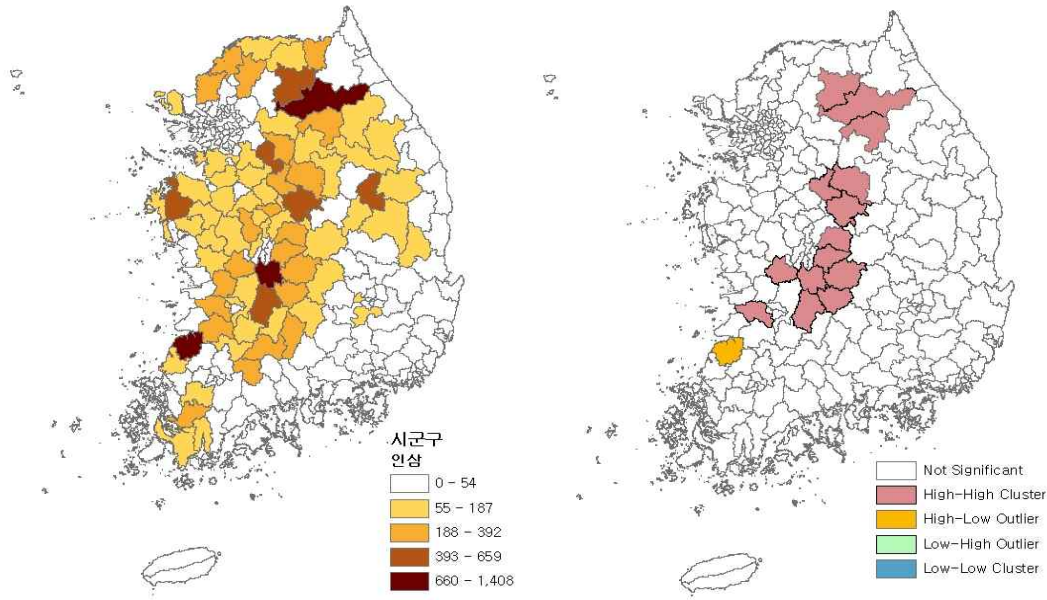 시군구
인삼
0 - 54
55 - 187
188 - 392
393 - 659
660 - 1,408
Not Significant
High-High Cluster
High-Low Outlier
Low-High Outlier
Low-Low Cluster